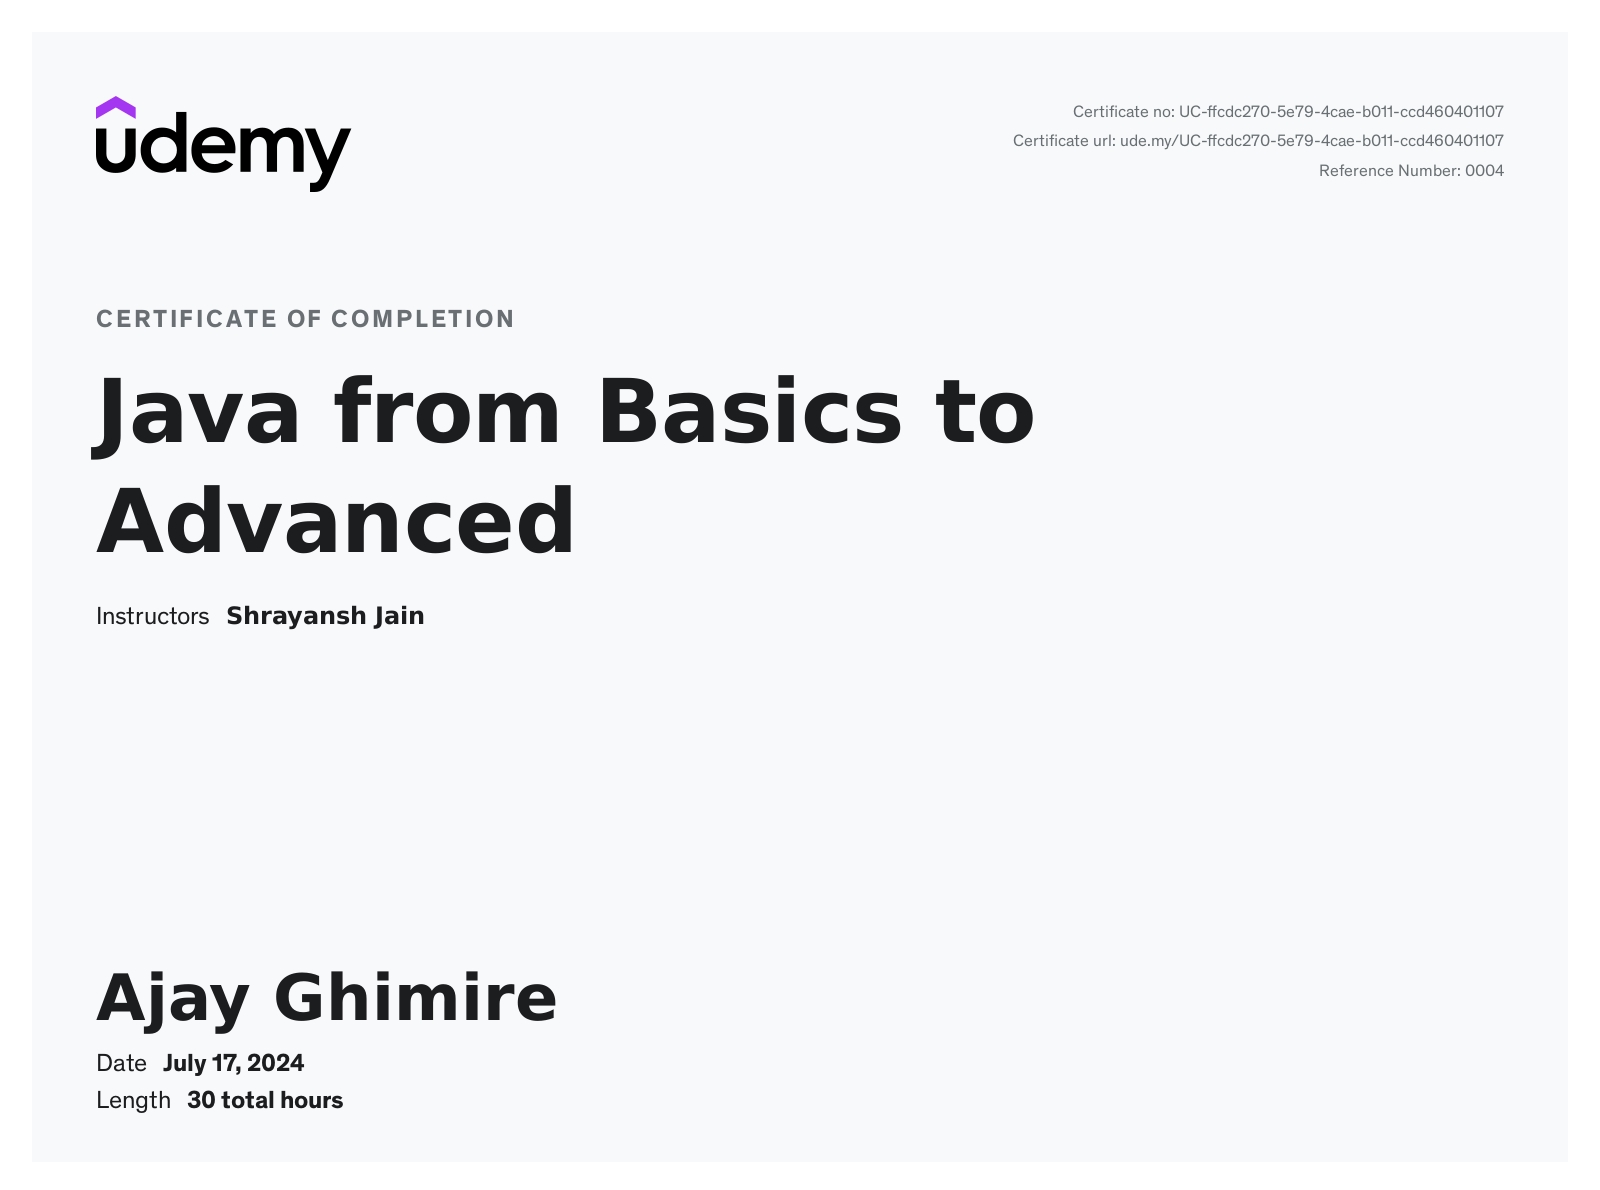 udemy
Certificate no: UC-ffcdc270-5e79-4cae-b011-ccd460401107
Certificate url: ude.my/UC-ffcdc270-5e79-4cae-b011-ccd460401107
Reference Number: 0004
CERTIFICATE OF COMPLETION
Java from Basics to
Advanced
Instructors Shrayansh Jain
Ajay Ghimire
Date July 17, 2024
Length 30 total hours